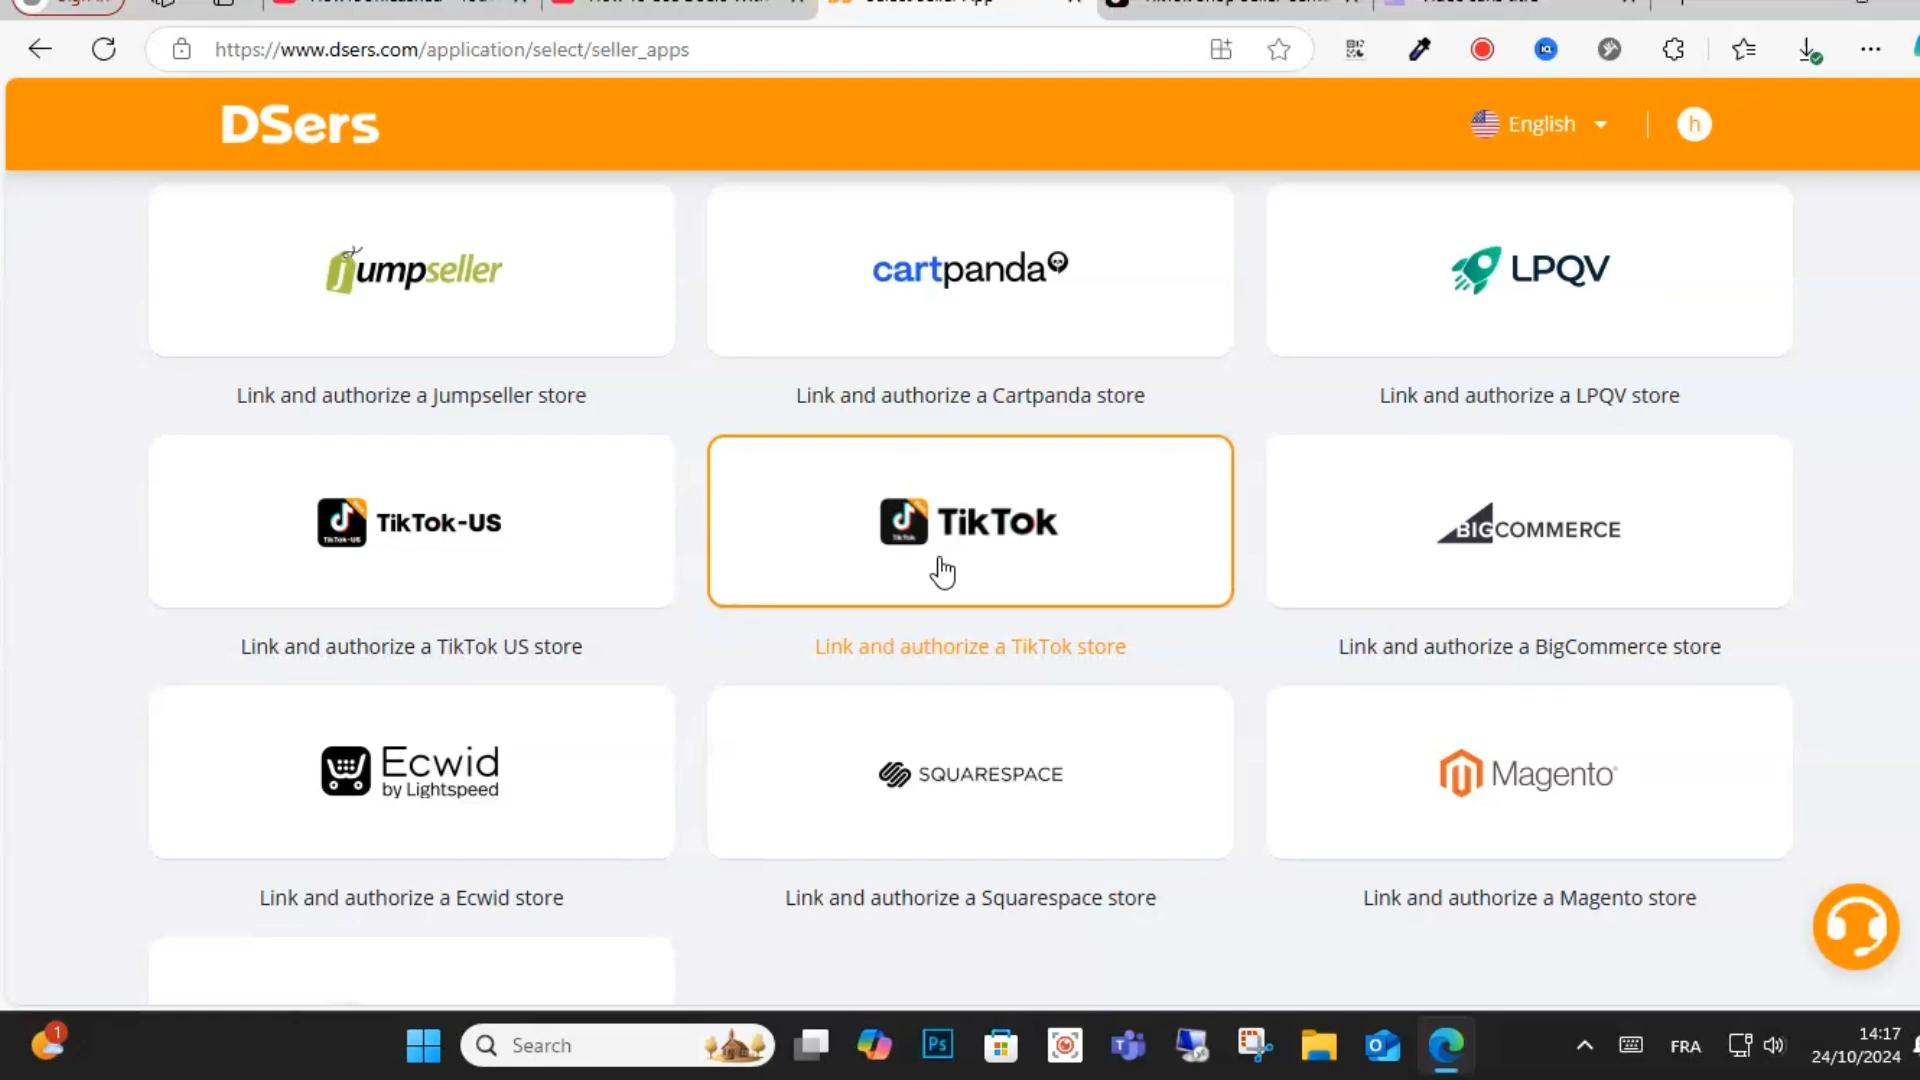 https://www.dsers.com/application/select/seller_apps
DSers
English
h
jumpseller
cartpanda
LPQV
Link and authorize a Jumpseller store
Link and authorize a Cartpanda store
Link and authorize a LPQV store
TikTok-US
TikTok
BIGCOMMERCE
Link and authorize a TikTok US store
Link and authorize a TikTok store
Link and authorize a BigCommerce store
Ecwid
by Lightspeed
SQUARESPACE
Magento
Link and authorize a Ecwid store
Link and authorize a Squarespace store
Link and authorize a Magento store
1
Search
Ps
FRA
14:17
24/10/2024